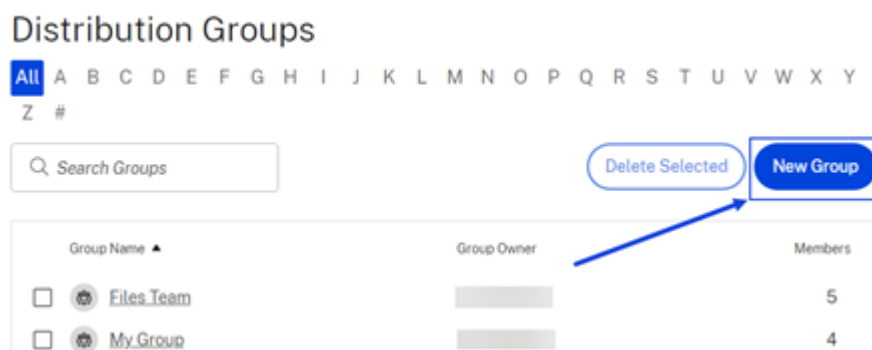 Distribution Groups
All A B C D E F G H I J K L M N O P Q R S T U V W X Y
Z #
Search Groups
Delete Selected
New Group
Group Name ▲ Group Owner Members
Files Team 5
My Group 4